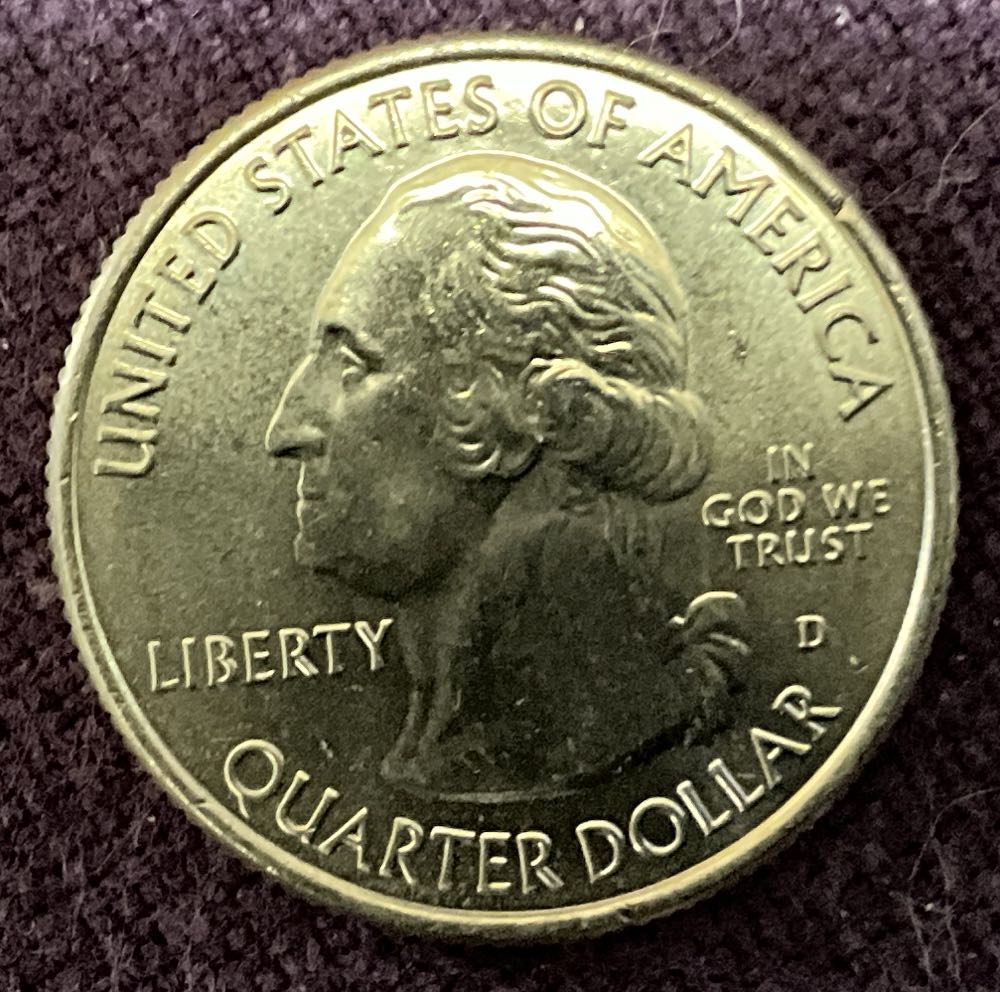 UNITED STATES OF AMERICA
IN
GOD WE
TRUST
D
LIBERTY
QUARTER DOLLAR